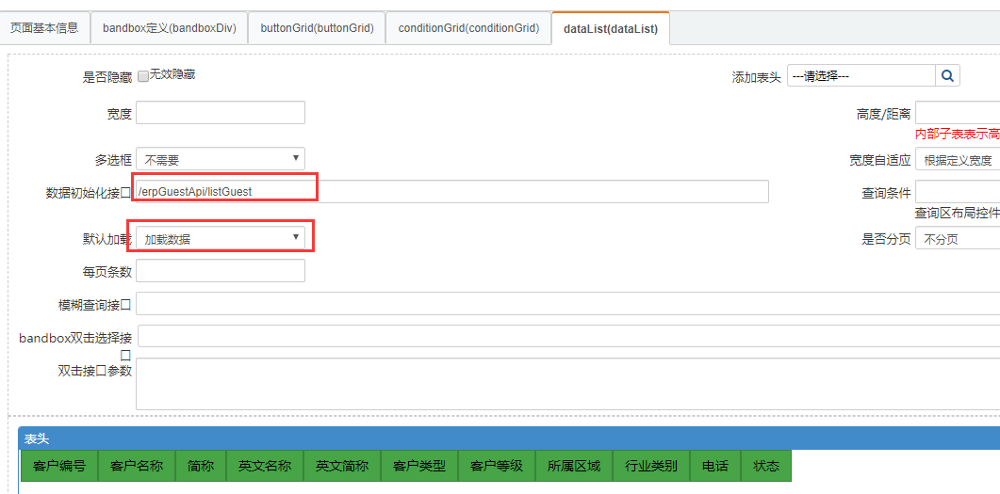 页面基本信息 bandbox定义(bandboxDiv) buttonGrid(buttonGrid) conditionGrid(conditionGrid) dataList(dataList)
是否隐藏 无效隐藏 添加表头 ---请选择---
宽度 高度/距离
内部子表表示高
多选框 不需要 宽度自适应 根据定义宽度
数据初始化接口 /erpGuestApi/listGuest 查询条件
查询区布局控件
默认加载 加载数据 是否分页 不分页
每页条数
模糊查询接口
bandbox双击选择接
口
双击接口参数
表头
客户编号 客户名称 简称 英文名称 英文简称 客户类型 客户等级 所属区域 行业类别 电话 状态